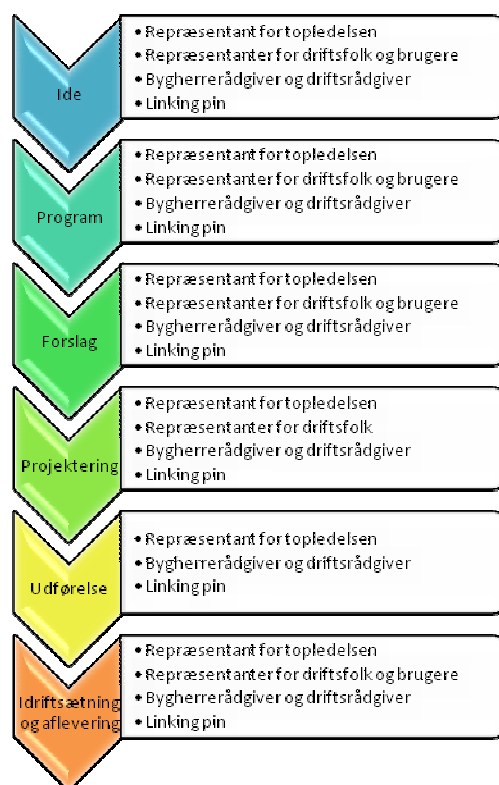 Ide
• Repræsentant for topledelsen
• Repræsentanter for driftsfolk og brugere
• Bygherrerådgiver og driftsrådgiver
• Linking pin
Program
• Repræsentant for topledelsen
• Repræsentanter for driftsfolk og brugere
• Bygherrerådgiver og driftsrådgiver
• Linking pin
Forslag
• Repræsentant for topledelsen
• Repræsentanter for driftsfolk og brugere
• Bygherrerådgiver og driftsrådgiver
• Linking pin
Projektering
• Repræsentant for topledelsen
• Repræsentanter for driftsfolk
• Bygherrerådgiver og driftsrådgiver
• Linking pin
Udførelse
• Repræsentant for topledelsen
• Bygherrerådgiver og driftsrådgiver
• Linking pin
Idriftsætning
og aflevering
• Repræsentant for topledelsen
• Repræsentanter for driftsfolk og brugere
• Bygherrerådgiver og driftsrådgiver
• Linking pin